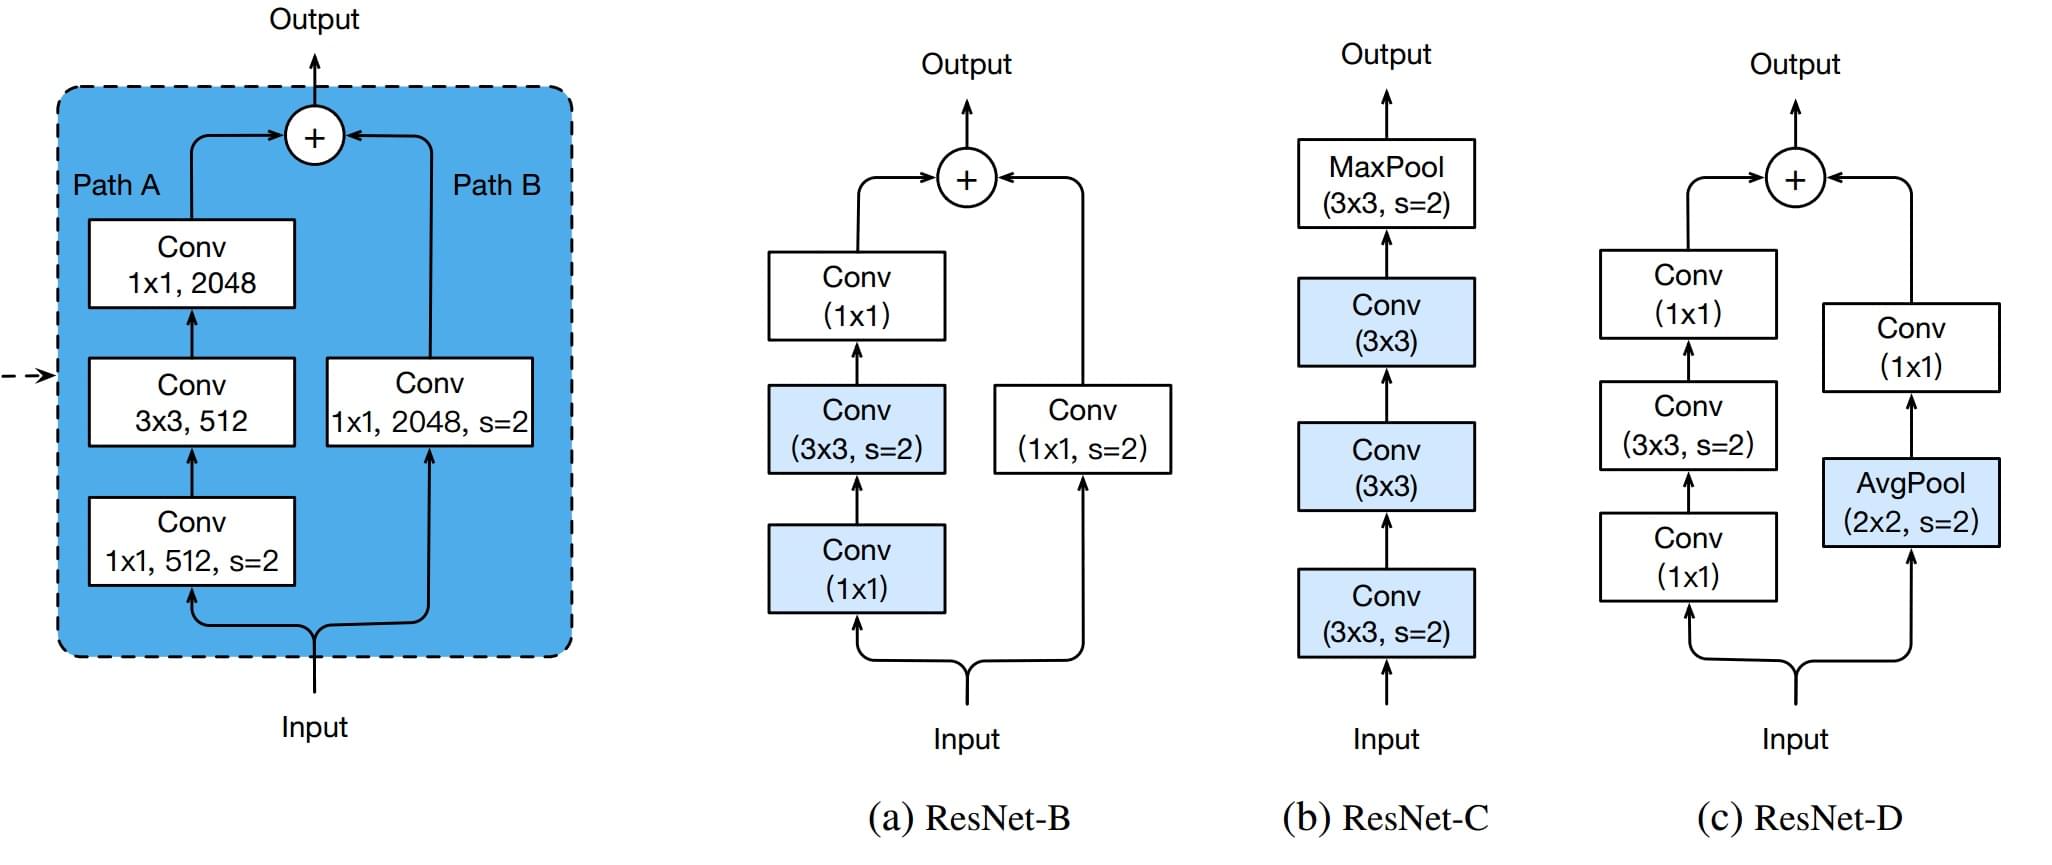 Output
+
Path A
Path B
Conv
1x1, 2048
Conv
3x3, 512
Conv
1x1, 2048, s=2
Conv
1x1, 512, s=2
Input
Output
+
Conv
(1x1)
Conv
(3x3, s=2)
Conv
(1x1, s=2)
Conv
(1x1)
Input
(a) ResNet-B
Output
MaxPool
(3x3, s=2)
Conv
(3x3)
Conv
(3x3)
Conv
(3x3, s=2)
Input
(b) ResNet-C
Output
+
Conv
(1x1)
Conv
(1x1)
Conv
(3x3, s=2)
AvgPool
(2x2, s=2)
Conv
(1x1)
Input
(c) ResNet-D